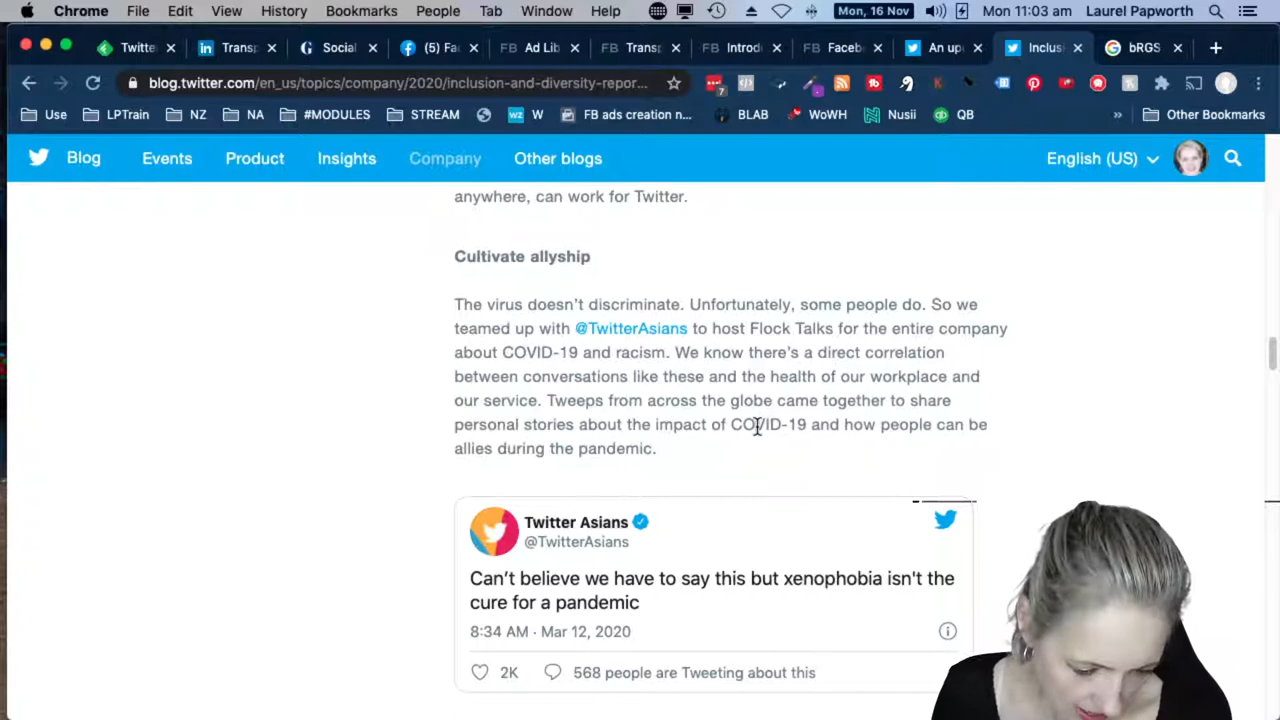 Chrome File Edit View History Bookmarks People Tab Window Help Mon, 16 Nov Mon 11:03 am Laurel Papworth
Twitte Transp Social (5) Fac Ad Lib Transp Introd Faceb An up Inclus bRGS
blog.twitter.com/en_us/topics/company/2020/inclusion-and-diversity-repor... 7
Use LPTrain NZ NA #MODULES STREAM W FB ads creation n... BLAB WoWH Nusii QB » Other Bookmarks
Blog Events Product Insights Company Other blogs English (US)
anywhere, can work for Twitter.
Cultivate allyship
The virus doesn’t discriminate. Unfortunately, some people do. So we
teamed up with @TwitterAsians to host Flock Talks for the entire company
about COVID-19 and racism. We know there’s a direct correlation
between conversations like these and the health of our workplace and
our service. Tweeps from across the globe came together to share
personal stories about the impact of COVID-19 and how people can be
allies during the pandemic.
Twitter Asians
@TwitterAsians
Can’t believe we have to say this but xenophobia isn't the
cure for a pandemic
8:34 AM · Mar 12, 2020
2K 568 people are Tweeting about this